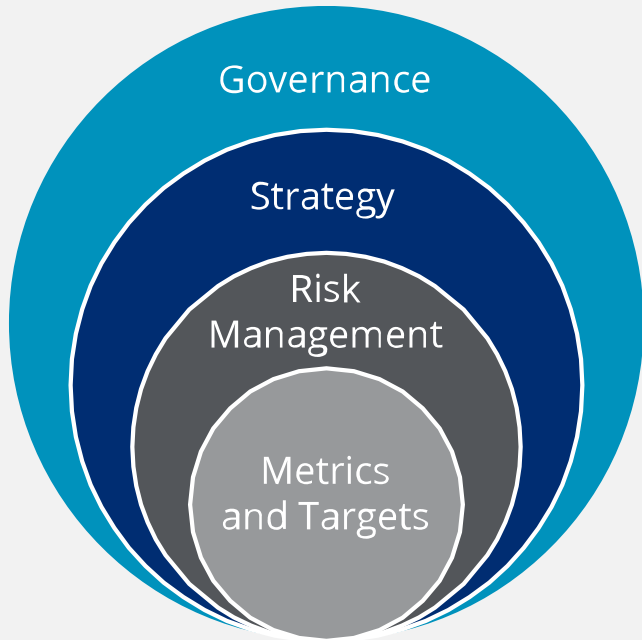 Governance
Strategy
Risk
Management
Metrics
and Targets